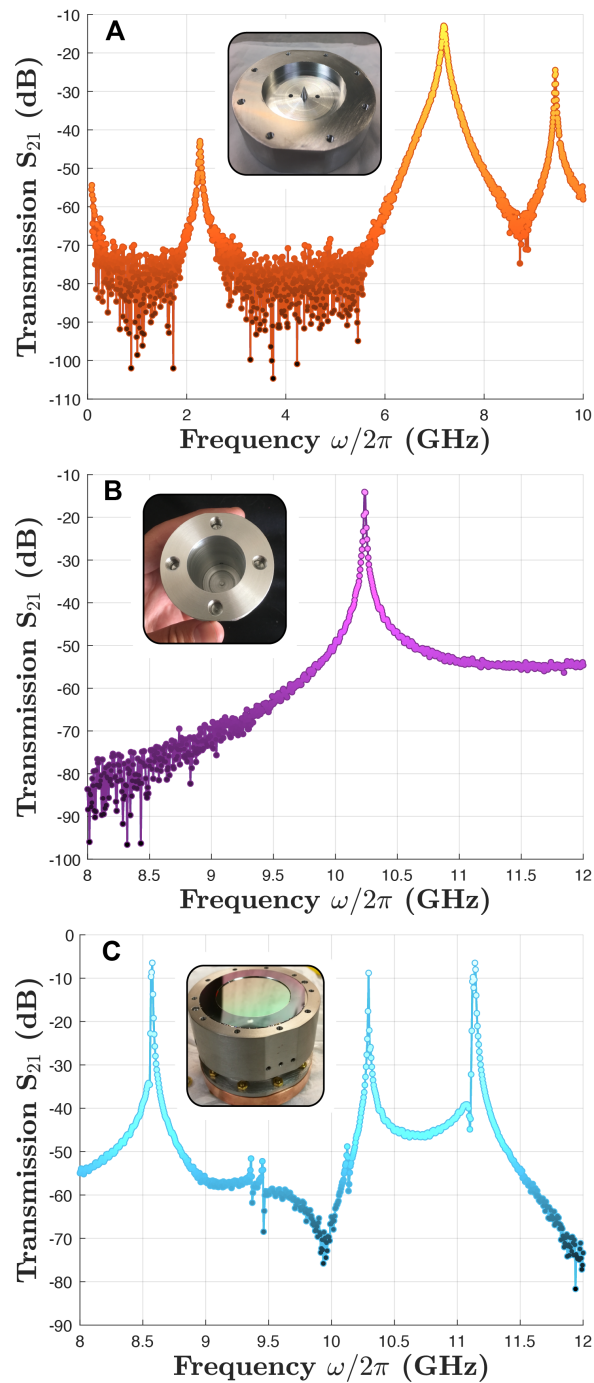 A
-10
-20
-30
-40
-50
-60
-70
-80
-90
-100
-110
Transmission S21 (dB)
0 2 4 6 8 10
Frequency ω/2π (GHz)
B
-10
-20
-30
-40
-50
-60
-70
-80
-90
-100
Transmission S21 (dB)
8 8.5 9 9.5 10 10.5 11 11.5 12
Frequency ω/2π (GHz)
C
0
-10
-20
-30
-40
-50
-60
-70
-80
-90
Transmission S21 (dB)
8 8.5 9 9.5 10 10.5 11 11.5 12
Frequency ω/2π (GHz)